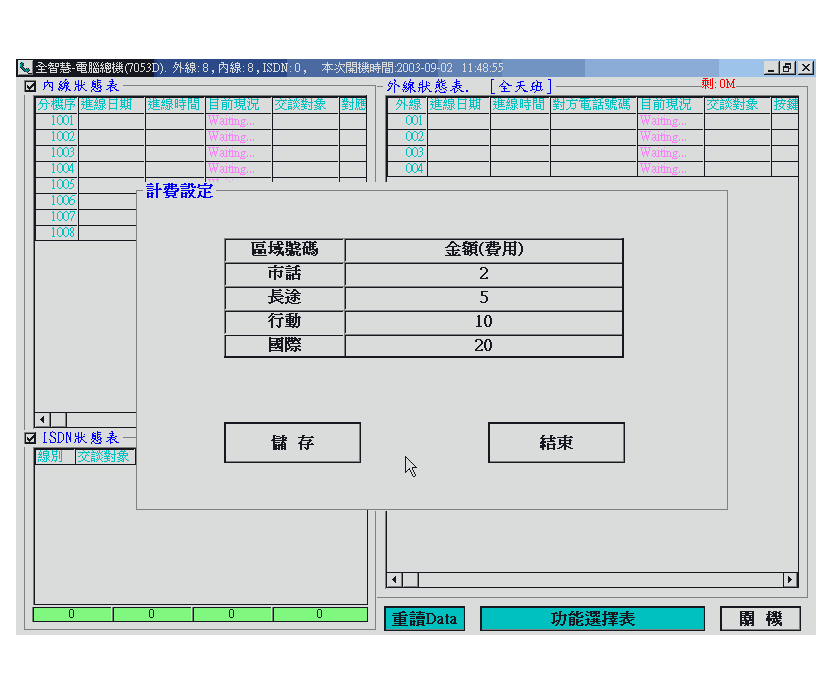 全智慧-電腦總機(7053D). 外線:8,內線:8,ISDN:0, 本次開機時間:2003-09-02 11:48:55
內線狀態表
分機序 進線日期 進線時間 目前現況 交談對象 對應
1001 Waiting...
1002 Waiting...
1003 Waiting...
1004 Waiting...
1005
1006
1007
1008
外線狀態表. [全天班] 剩:0M
外線 進線日期 進線時間 對方電話號碼 目前現況 交談對象 按鍵
001 Waiting...
002 Waiting...
003 Waiting...
004 Waiting...
計費設定
區域號碼 金額(費用)
市話 2
長途 5
行動 10
國際 20
儲 存 結束
ISDN狀態表
線別 交談對象
0 0 0 0
重讀Data 功能選擇表 關 機